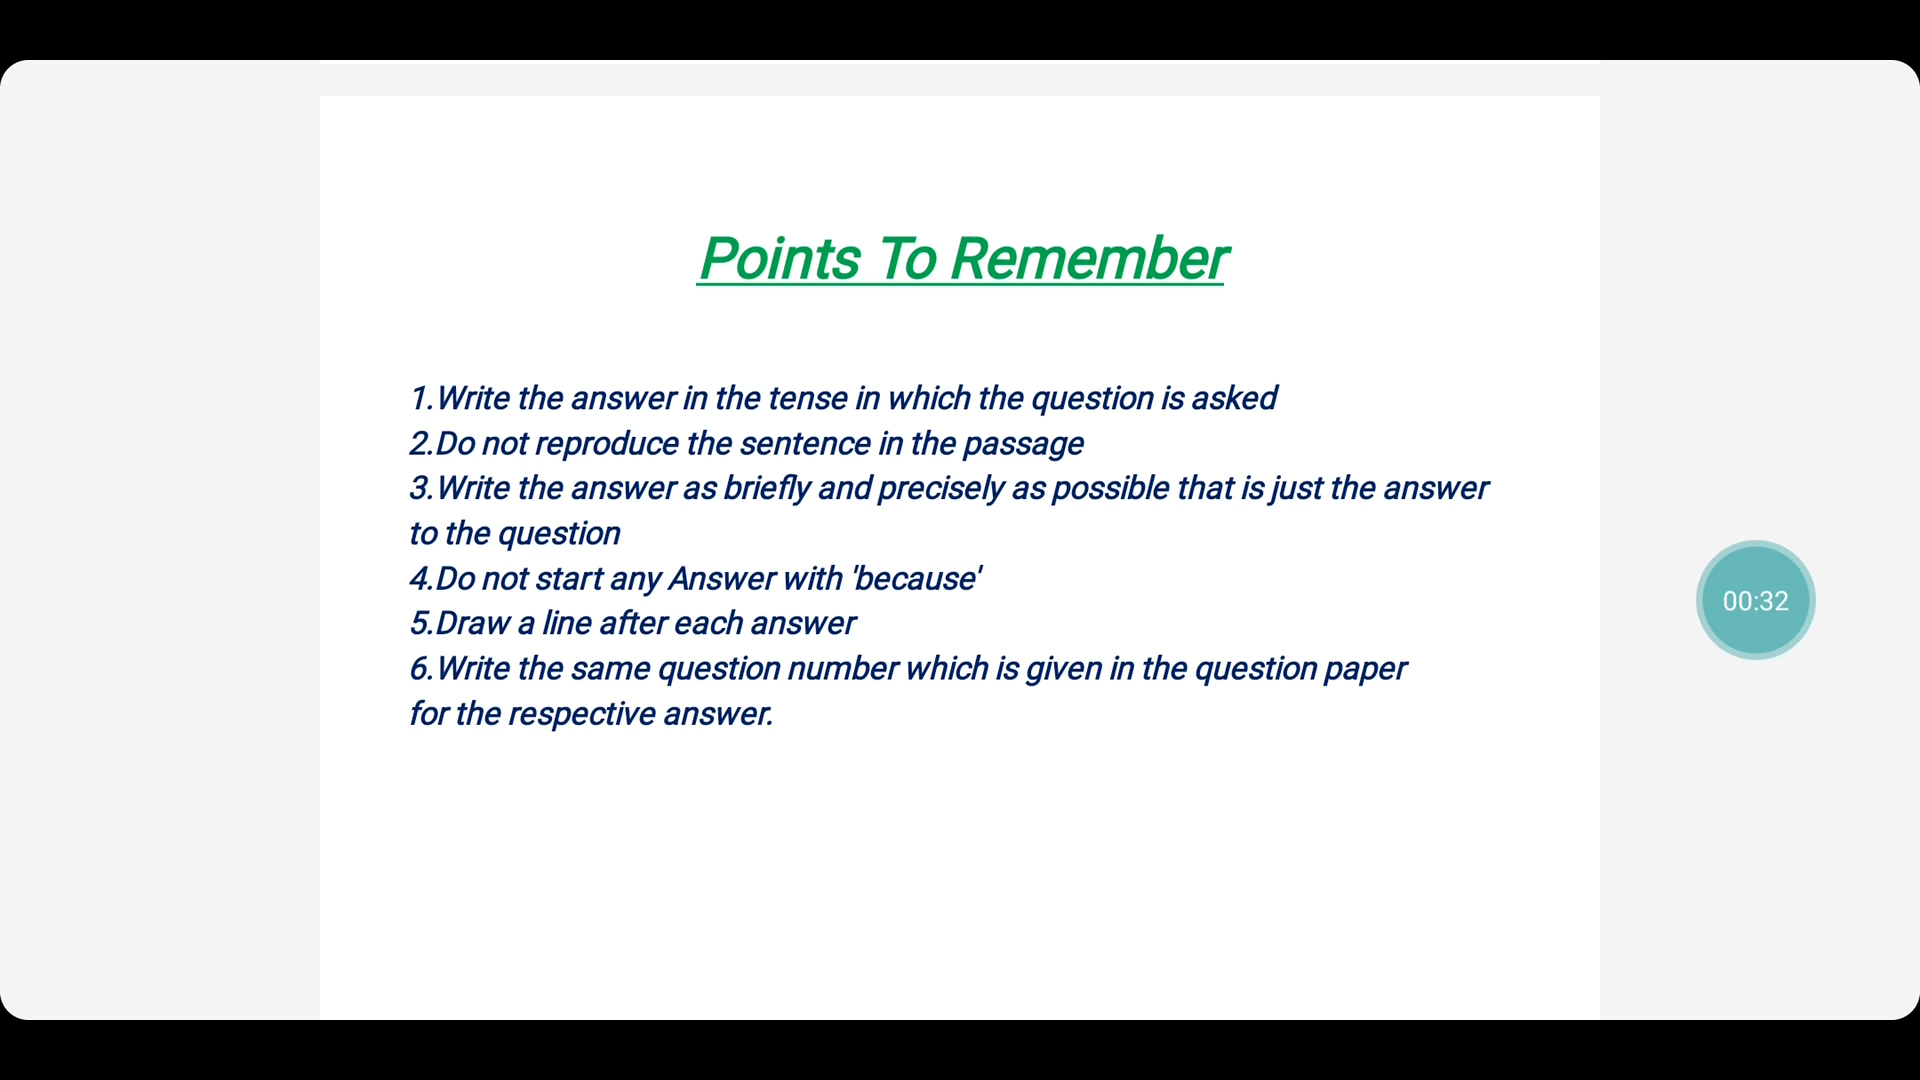 Points To Remember
1.Write the answer in the tense in which the question is asked
2.Do not reproduce the sentence in the passage
3.Write the answer as briefly and precisely as possible that is just the answer
to the question
4.Do not start any Answer with 'because'
5.Draw a line after each answer
6.Write the same question number which is given in the question paper
for the respective answer.
00:32